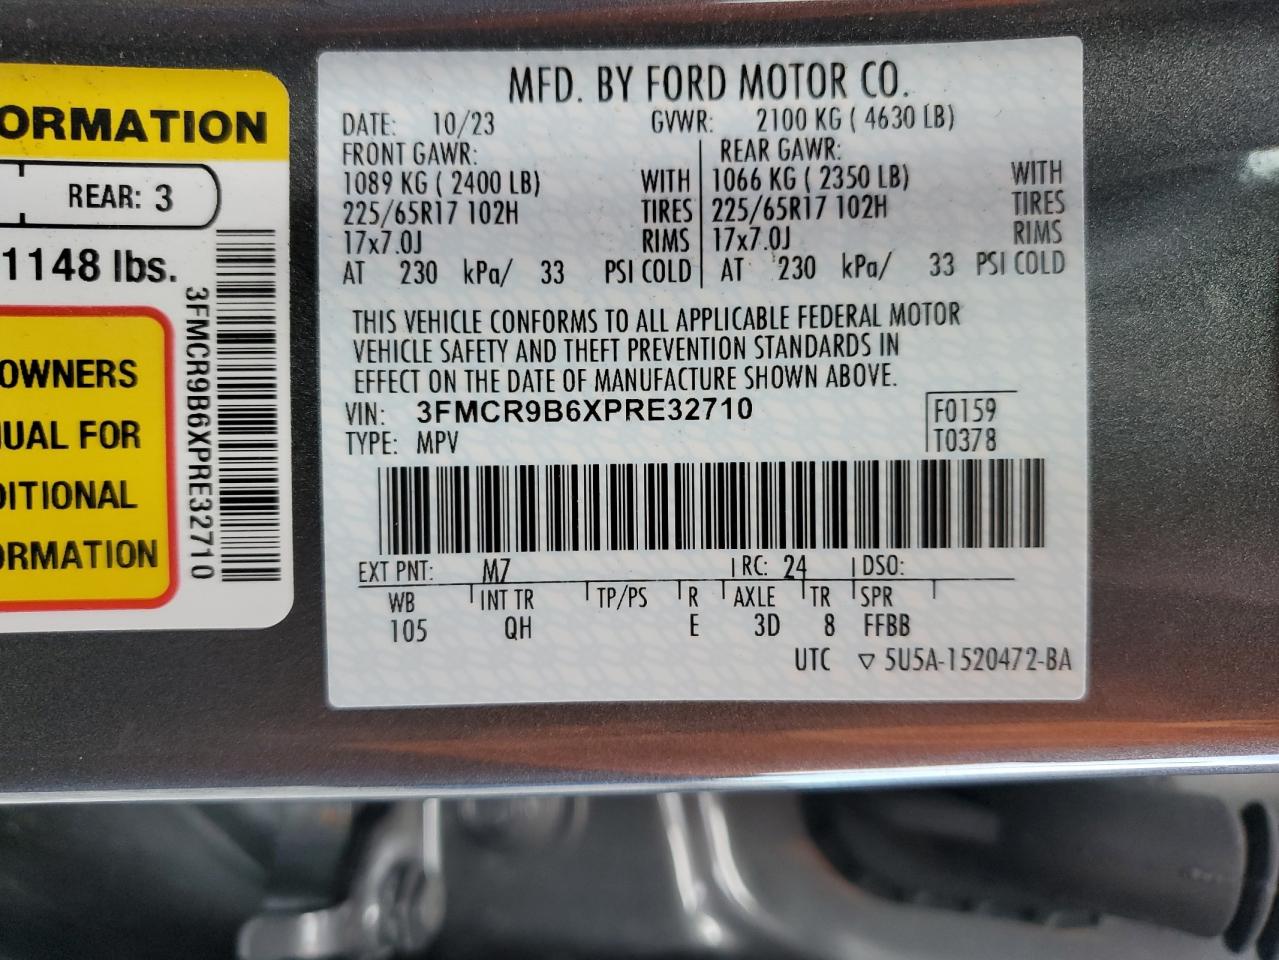 ORMATION
REAR: 3
1148 lbs.
OWNERS
UAL FOR
DITIONAL
ORMATION
3FMCR9B6XPRE32710
MFD. BY FORD MOTOR CO.
DATE: 10/23 GVWR: 2100 KG ( 4630 LB)
FRONT GAWR: REAR GAWR:
1089 KG ( 2400 LB) WITH 1066 KG ( 2350 LB) WITH
225/65R17 102H TIRES 225/65R17 102H TIRES
17x7.0J RIMS 17x7.0J RIMS
AT 230 kPa/ 33 PSI COLD AT 230 kPa/ 33 PSI COLD
THIS VEHICLE CONFORMS TO ALL APPLICABLE FEDERAL MOTOR
VEHICLE SAFETY AND THEFT PREVENTION STANDARDS IN
EFFECT ON THE DATE OF MANUFACTURE SHOWN ABOVE.
VIN: 3FMCR9B6XPRE32710 F0159
TYPE: MPV T0378
EXT PNT: M7 RC: 24 DSO:
WB INT TR TP/PS R AXLE TR SPR
105 QH E 3D 8 FFBB
UTC ▽ 5U5A-1520472-BA